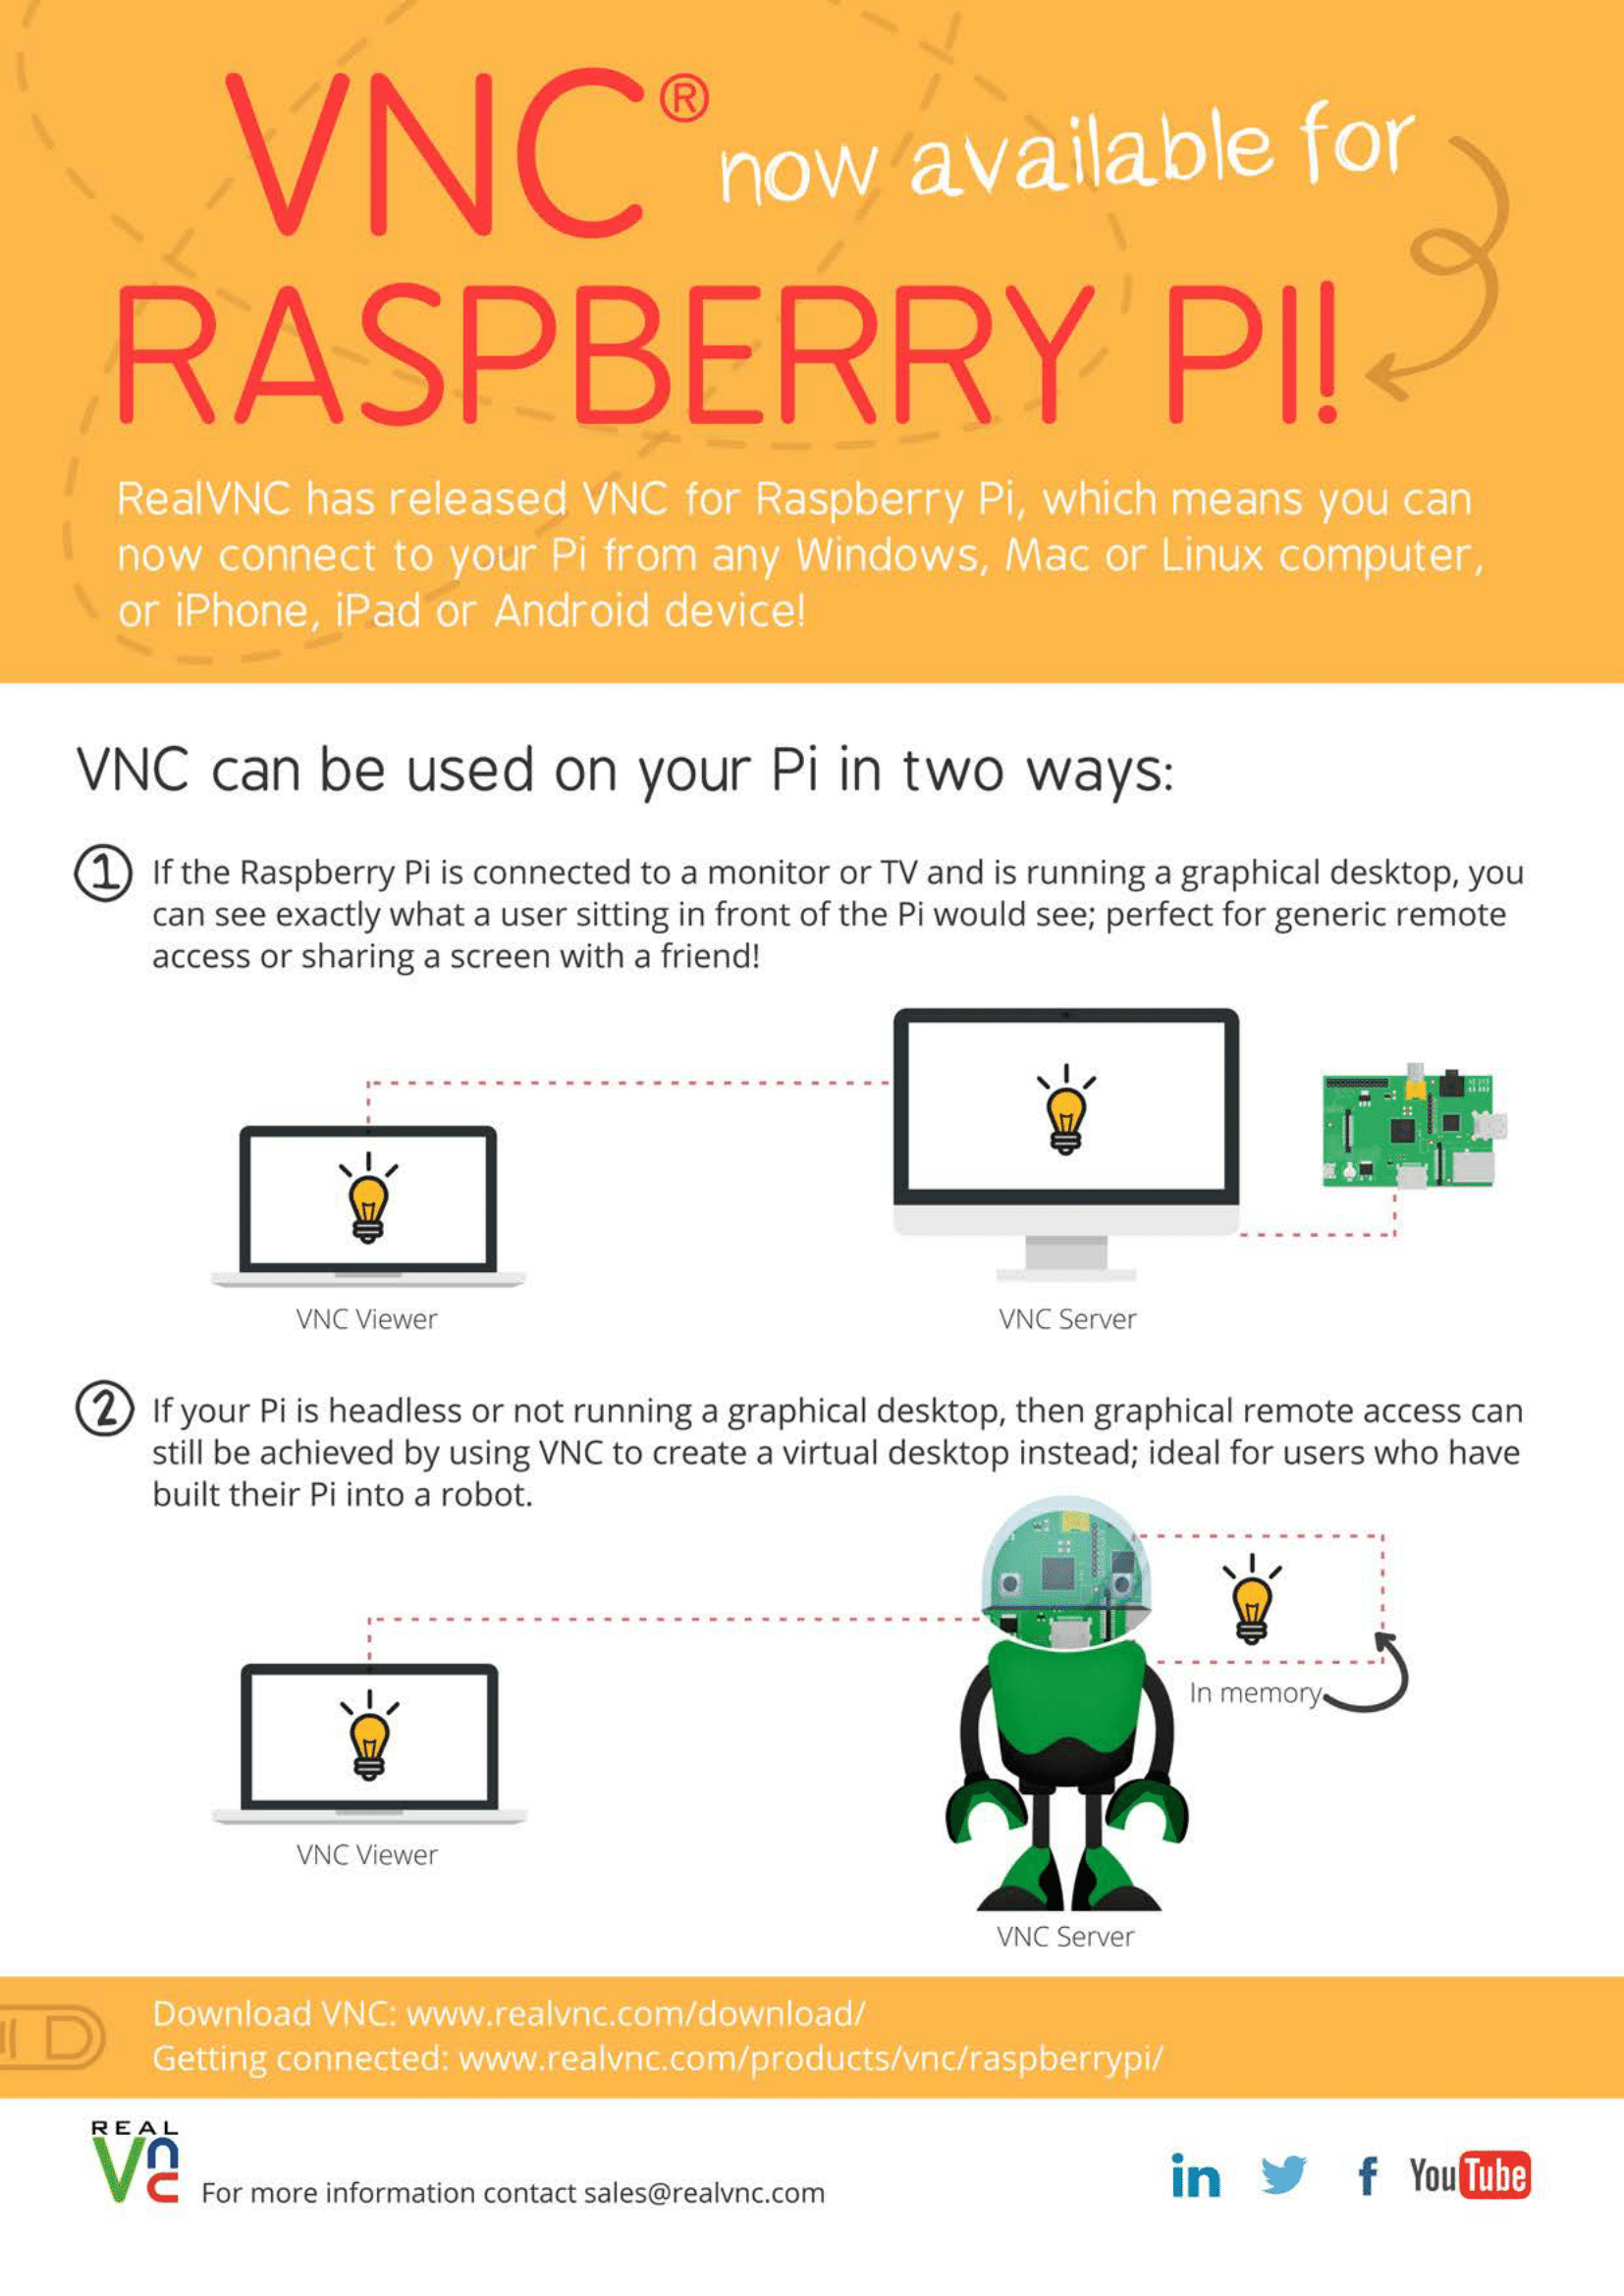 VNC® now available for
RASPBERRY PI!
RealVNC has released VNC for Raspberry Pi, which means you can
now connect to your Pi from any Windows, Mac or Linux computer,
or iPhone, iPad or Android device!
VNC can be used on your Pi in two ways:
1 If the Raspberry Pi is connected to a monitor or TV and is running a graphical desktop, you
can see exactly what a user sitting in front of the Pi would see; perfect for generic remote
access or sharing a screen with a friend!
VNC Viewer
VNC Server
2 If your Pi is headless or not running a graphical desktop, then graphical remote access can
still be achieved by using VNC to create a virtual desktop instead; ideal for users who have
built their Pi into a robot.
In memory
VNC Viewer
VNC Server
Download VNC: www.realvnc.com/download/
Getting connected: www.realvnc.com/products/vnc/raspberrypi/
REAL
vnc
For more information contact sales@realvnc.com
in f YouTube